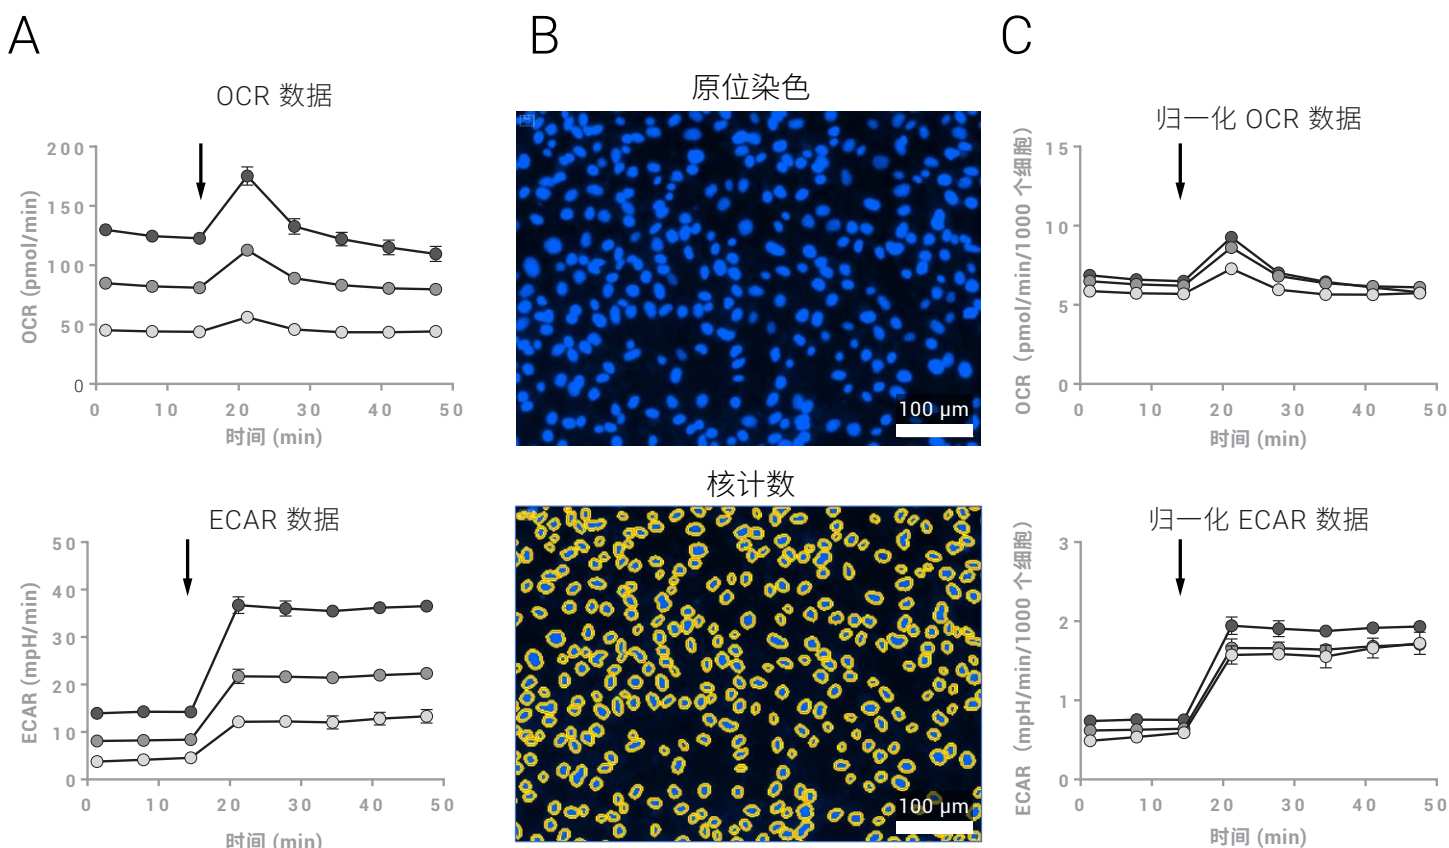 A
OCR 数据
OCR (pmol/min)
200
150
100
50
0
0 10 20 30 40 50
时间 (min)
ECAR 数据
ECAR (mpH/min)
50
40
30
20
10
0
0 10 20 30 40 50
时间 (min)
B
原位染色
100 µm
核计数
100 µm
C
归一化 OCR 数据
OCR（pmol/min/1000 个细胞）
15
10
5
0
0 10 20 30 40 50
时间 (min)
归一化 ECAR 数据
ECAR（mpH/min/1000 个细胞）
3
2
1
0
0 10 20 30 40 50
时间 (min)